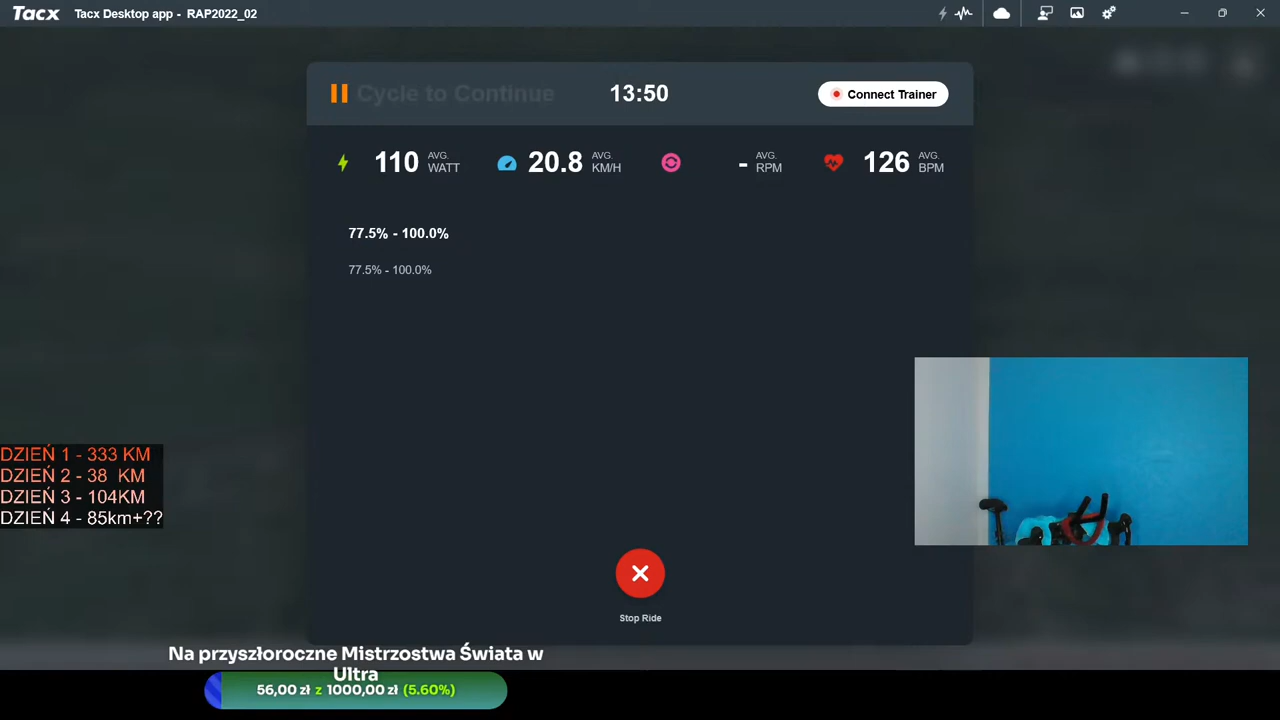 Tacx
Tacx Desktop app - RAP2022_02
Cycle to Continue
13:50
Connect Trainer
110 AVG. WATT
20.8 AVG. KM/H
- AVG. RPM
126 AVG. BPM
77.5% - 100.0%
77.5% - 100.0%
DZIEŃ 1 - 333 KM
DZIEŃ 2 - 38 KM
DZIEŃ 3 - 104KM
DZIEŃ 4 - 85km+??
Stop Ride
Na przyszłoroczne Mistrzostwa Świata w
Ultra
56,00 zł z 1000,00 zł (5.60%)